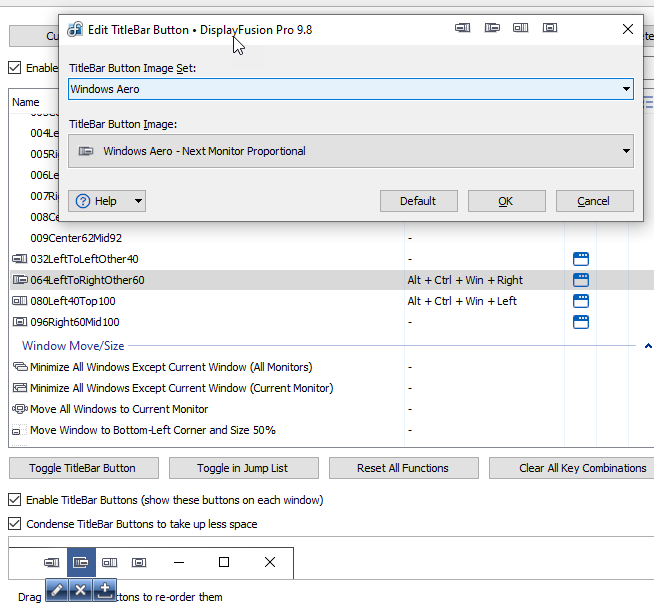 Edit TitleBar Button • DisplayFusion Pro 9.8
TitleBar Button Image Set:
Windows Aero
TitleBar Button Image:
Windows Aero - Next Monitor Proportional
Help
Default
OK
Cancel
Cu
Enable
Name
004Le
005Ri
006Le
007Ri
008C
009Center62Mid92 -
032LeftToLeftOther40 -
064LeftToRightOther60 Alt + Ctrl + Win + Right
080Left40Top100 Alt + Ctrl + Win + Left
096Right60Mid100 -
Window Move/Size
Minimize All Windows Except Current Window (All Monitors) -
Minimize All Windows Except Current Window (Current Monitor) -
Move All Windows to Current Monitor -
Move Window to Bottom-Left Corner and Size 50% -
Toggle TitleBar Button
Toggle in Jump List
Reset All Functions
Clear All Key Combinations
Enable TitleBar Buttons (show these buttons on each window)
Condense TitleBar Buttons to take up less space
Drag ttons to re-order them